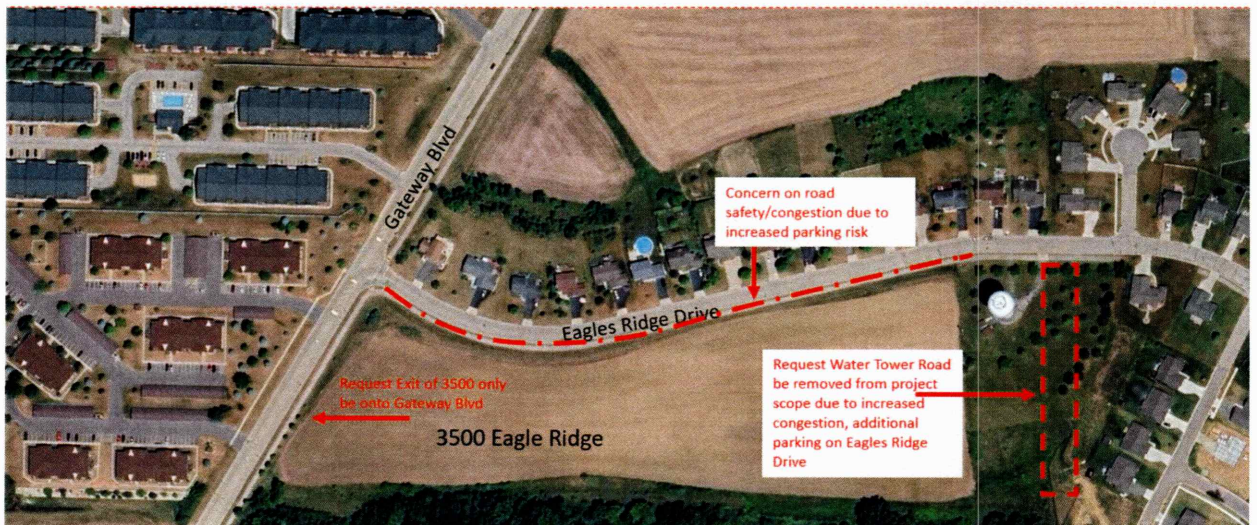 Gateway Blvd
Concern on road
safety/congestion due to
increased parking risk
Eagles Ridge Drive
Request Exit of 3500 only
be onto Gateway Blvd
3500 Eagle Ridge
Request Water Tower Road
be removed from project
scope due to increased
congestion, additional
parking on Eagles Ridge
Drive